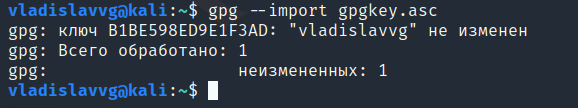 vladislavvg@kali:~$ gpg --import gpgkey.asc
gpg: ключ B1BE598ED9E1F3AD: "vladislavvg" не изменен
gpg: Всего обработано: 1
gpg:                 неизмененных: 1
vladislavvg@kali:~$